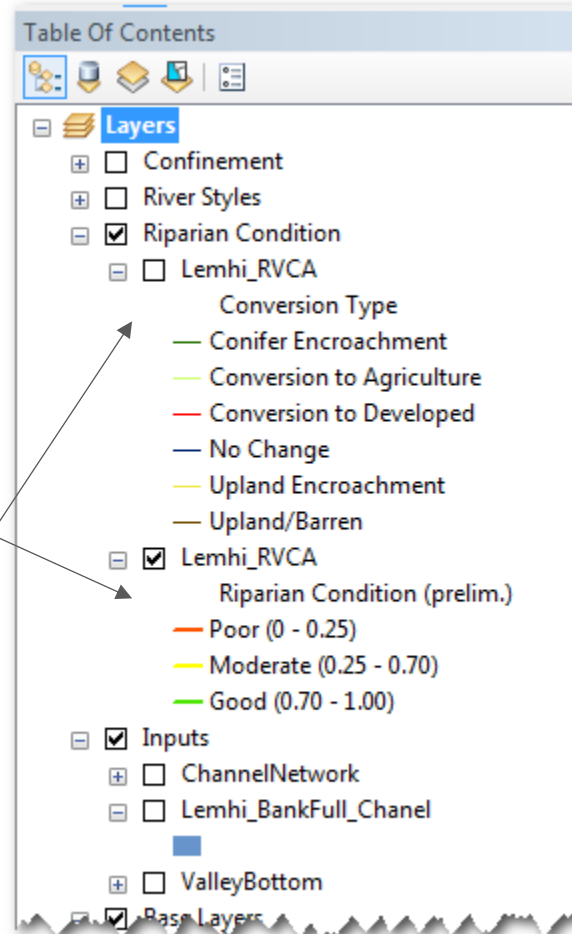 Table Of Contents
Layers
Confinement
River Styles
Riparian Condition
Lemhi_RVCA
Conversion Type
Conifer Encroachment
Conversion to Agriculture
Conversion to Developed
No Change
Upland Encroachment
Upland/Barren
Lemhi_RVCA
Riparian Condition (prelim.)
Poor (0 - 0.25)
Moderate (0.25 - 0.70)
Good (0.70 - 1.00)
Inputs
ChannelNetwork
Lemhi_BankFull_Chanel
ValleyBottom
Base Layers